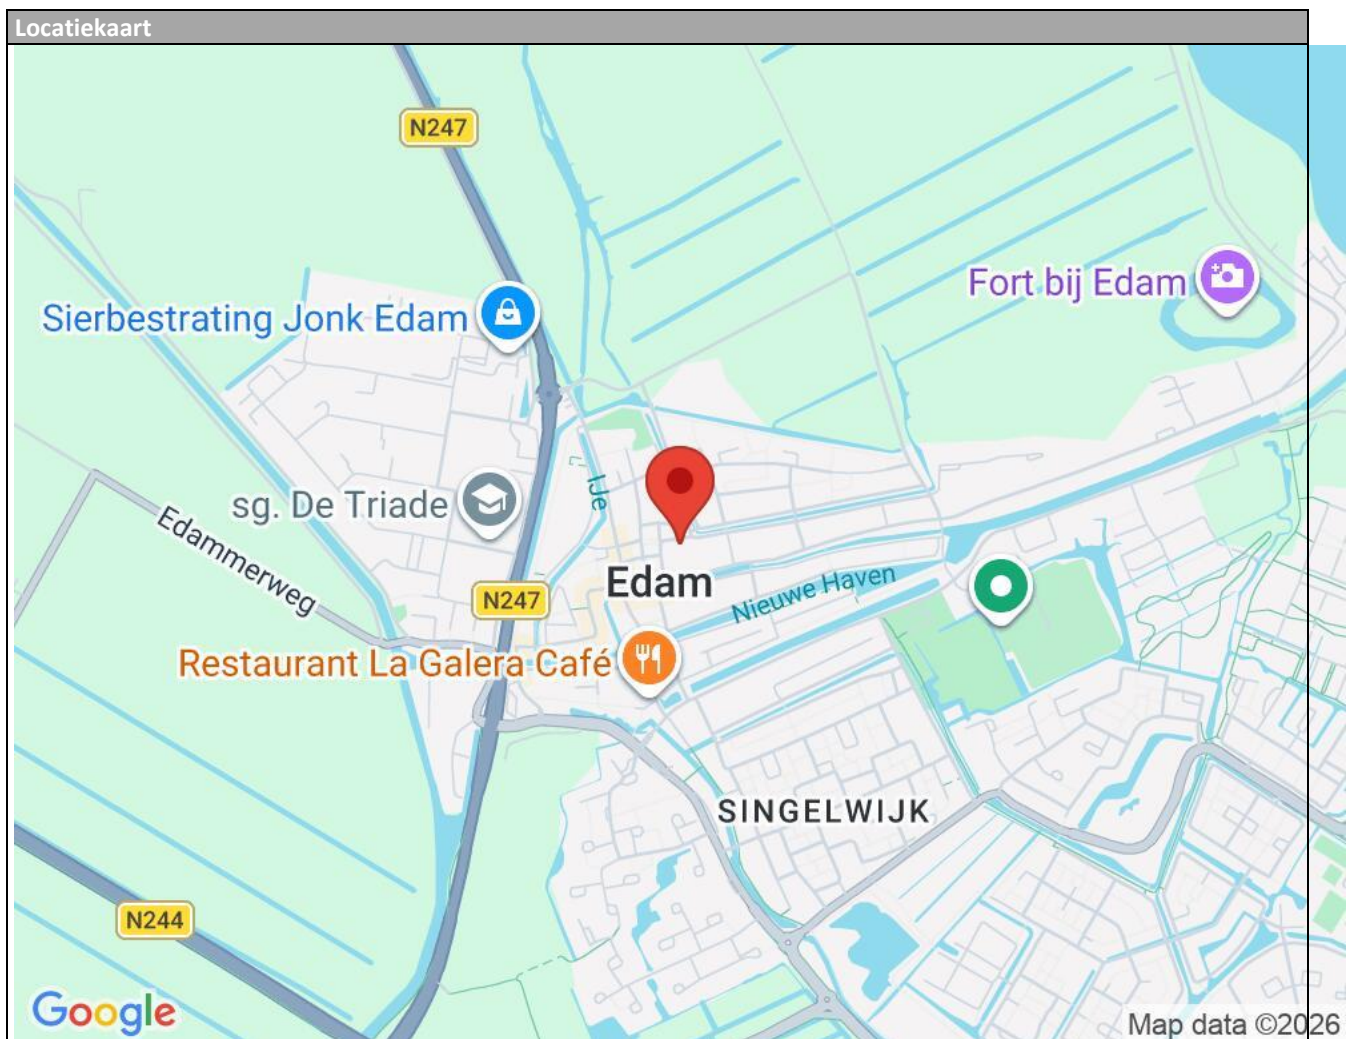 Locatiekaart
N247
Fort bij Edam
Sierbestrating Jonk Edam
IJe
sg. De Triade
Edammerweg
Edam
N247
Nieuwe Haven
Restaurant La Galera Café
SINGELWIJK
N244
Google
Map data ©2026